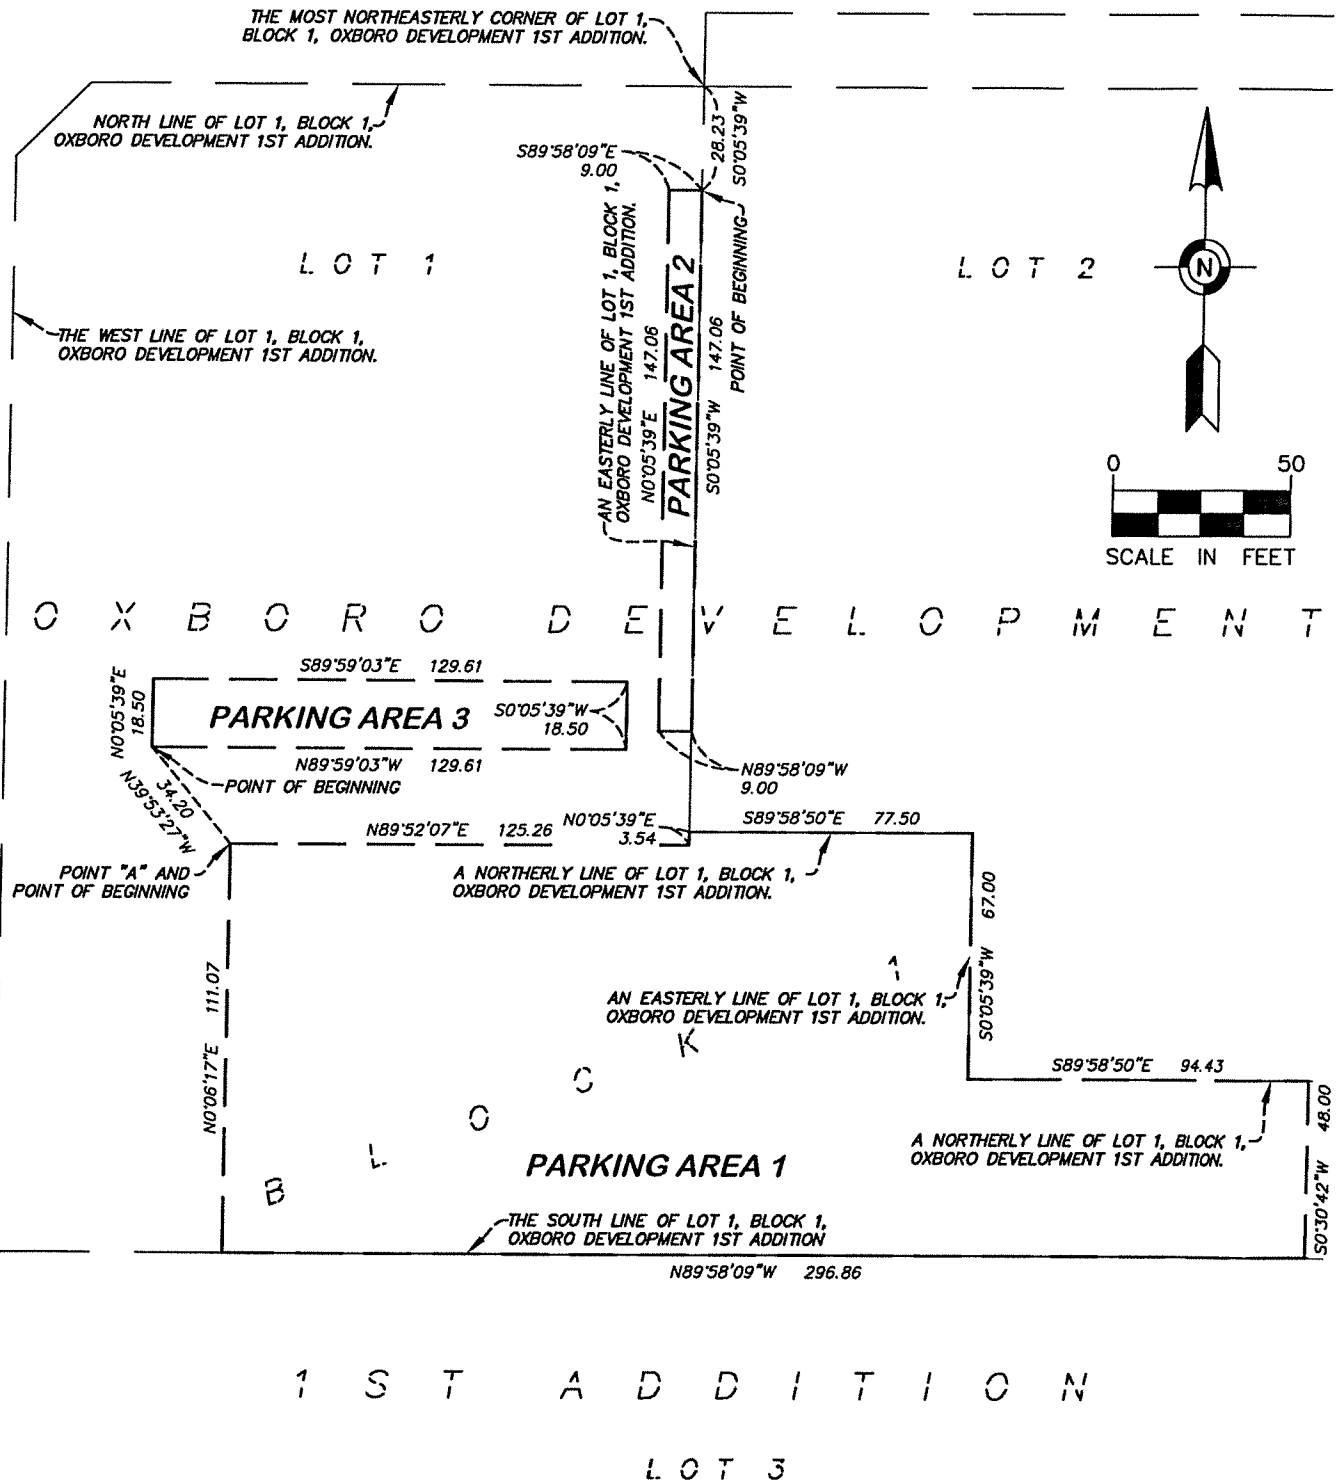 THE MOST NORTHEASTERLY CORNER OF LOT 1,
BLOCK 1, OXBORO DEVELOPMENT 1ST ADDITION.
NORTH LINE OF LOT 1, BLOCK 1,
OXBORO DEVELOPMENT 1ST ADDITION.
28.23
S0°05'39"W
S89°58'09"E
9.00
LOT 1
LOT 2
N
AN EASTERLY LINE OF LOT 1, BLOCK 1,
OXBORO DEVELOPMENT 1ST ADDITION.
N0°05'39"E 147.06
PARKING AREA 2
S0°05'39"W 147.06
POINT OF BEGINNING
THE WEST LINE OF LOT 1, BLOCK 1,
OXBORO DEVELOPMENT 1ST ADDITION.
0 50
SCALE IN FEET
OXBORO DEVELOPMENT
S89°59'03"E 129.61
N0°05'39"E
18.50
PARKING AREA 3
S0°05'39"W
18.50
N89°59'03"W 129.61
POINT OF BEGINNING
34.20
N39°53'27"W
N89°58'09"W
9.00
N89°52'07"E 125.26
N0°05'39"E
3.54
S89°58'50"E 77.50
POINT "A" AND
POINT OF BEGINNING
A NORTHERLY LINE OF LOT 1, BLOCK 1,
OXBORO DEVELOPMENT 1ST ADDITION.
S0°05'39"W 67.00
N0°06'17"E 111.07
AN EASTERLY LINE OF LOT 1, BLOCK 1,
OXBORO DEVELOPMENT 1ST ADDITION.
BLOCK 1
S89°58'50"E 94.43
S0°30'42"W 48.00
A NORTHERLY LINE OF LOT 1, BLOCK 1,
OXBORO DEVELOPMENT 1ST ADDITION.
PARKING AREA 1
THE SOUTH LINE OF LOT 1, BLOCK 1,
OXBORO DEVELOPMENT 1ST ADDITION
N89°58'09"W 296.86
1ST ADDITION
LOT 3